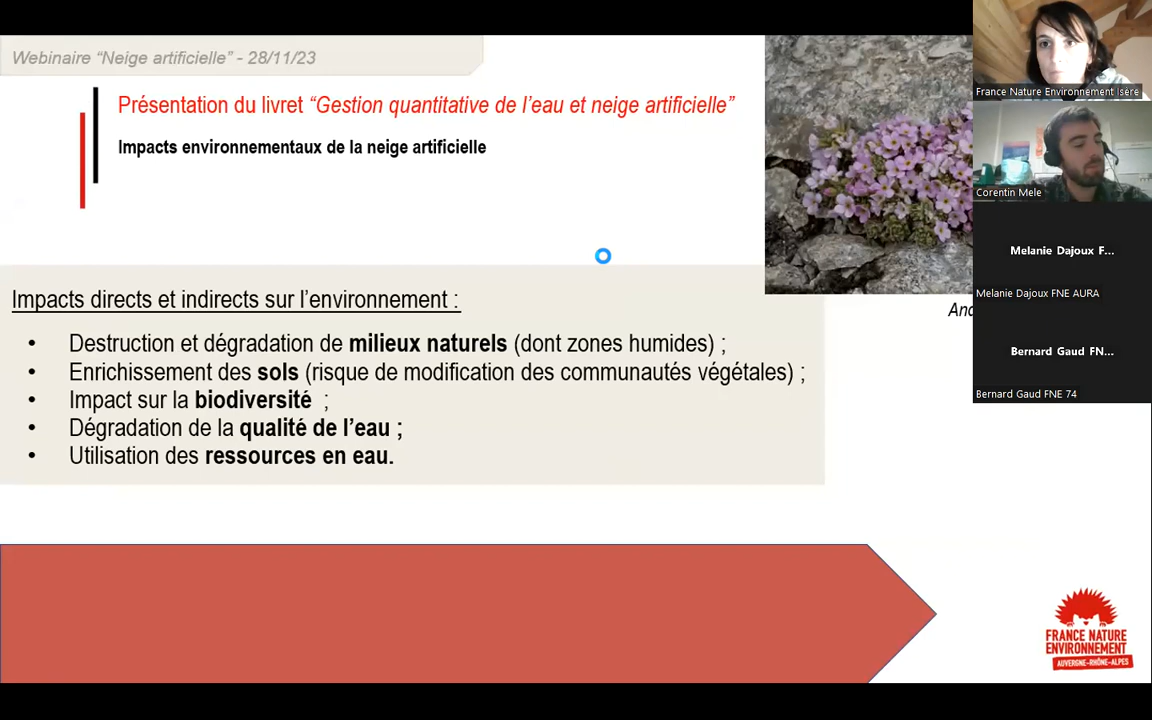 Webinaire “Neige artificielle” - 28/11/23
Présentation du livret “Gestion quantitative de l’eau et neige artificielle”
Impacts environnementaux de la neige artificielle
Impacts directs et indirects sur l’environnement :
• Destruction et dégradation de milieux naturels (dont zones humides) ;
• Enrichissement des sols (risque de modification des communautés végétales) ;
• Impact sur la biodiversité ;
• Dégradation de la qualité de l’eau ;
• Utilisation des ressources en eau.
And
France Nature Environnement Isère
Corentin Mele
Melanie Dajoux F...
Melanie Dajoux FNE AURA
Bernard Gaud FN...
Bernard Gaud FNE 74
FRANCE NATURE
ENVIRONNEMENT
AUVERGNE-RHÔNE-ALPES